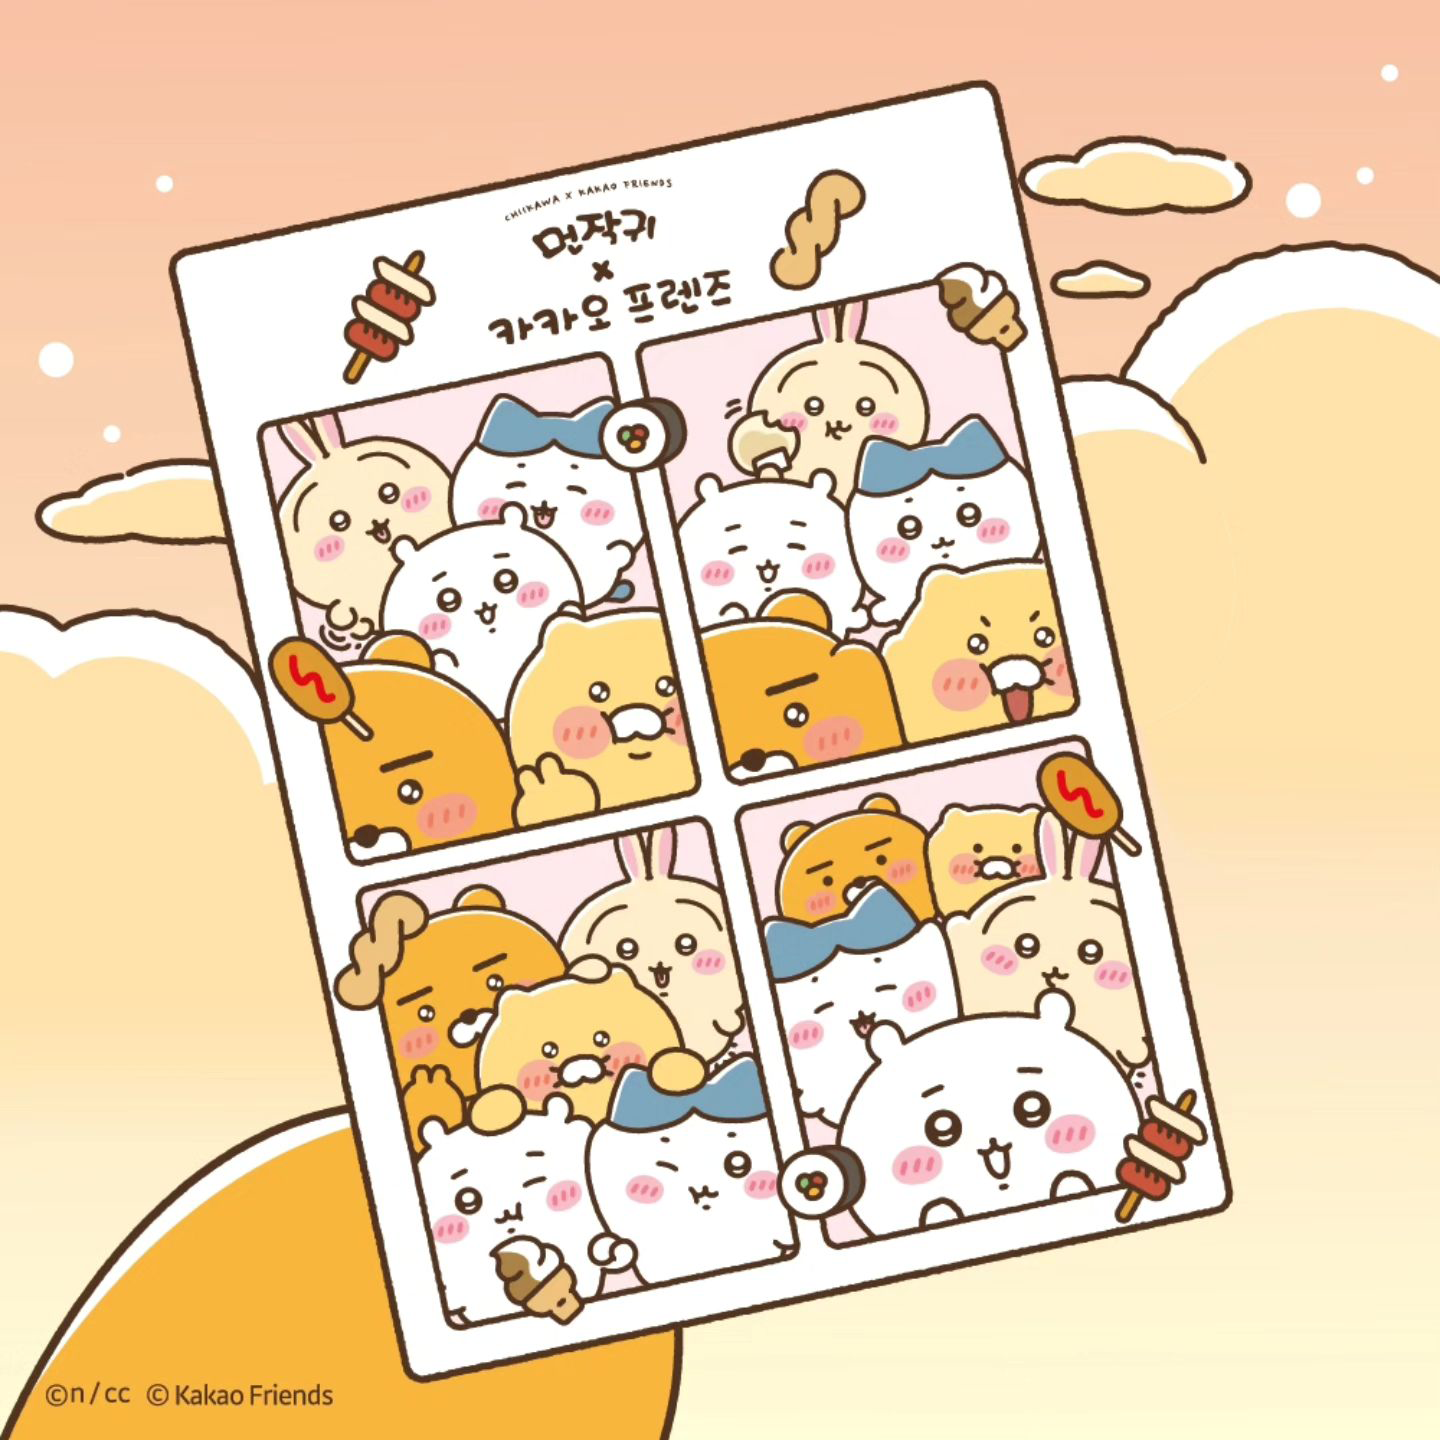 CHIIKAWA X KAKAO FRIENDS
먼작귀
x
카카오 프렌즈
©n / cc © Kakao Friends